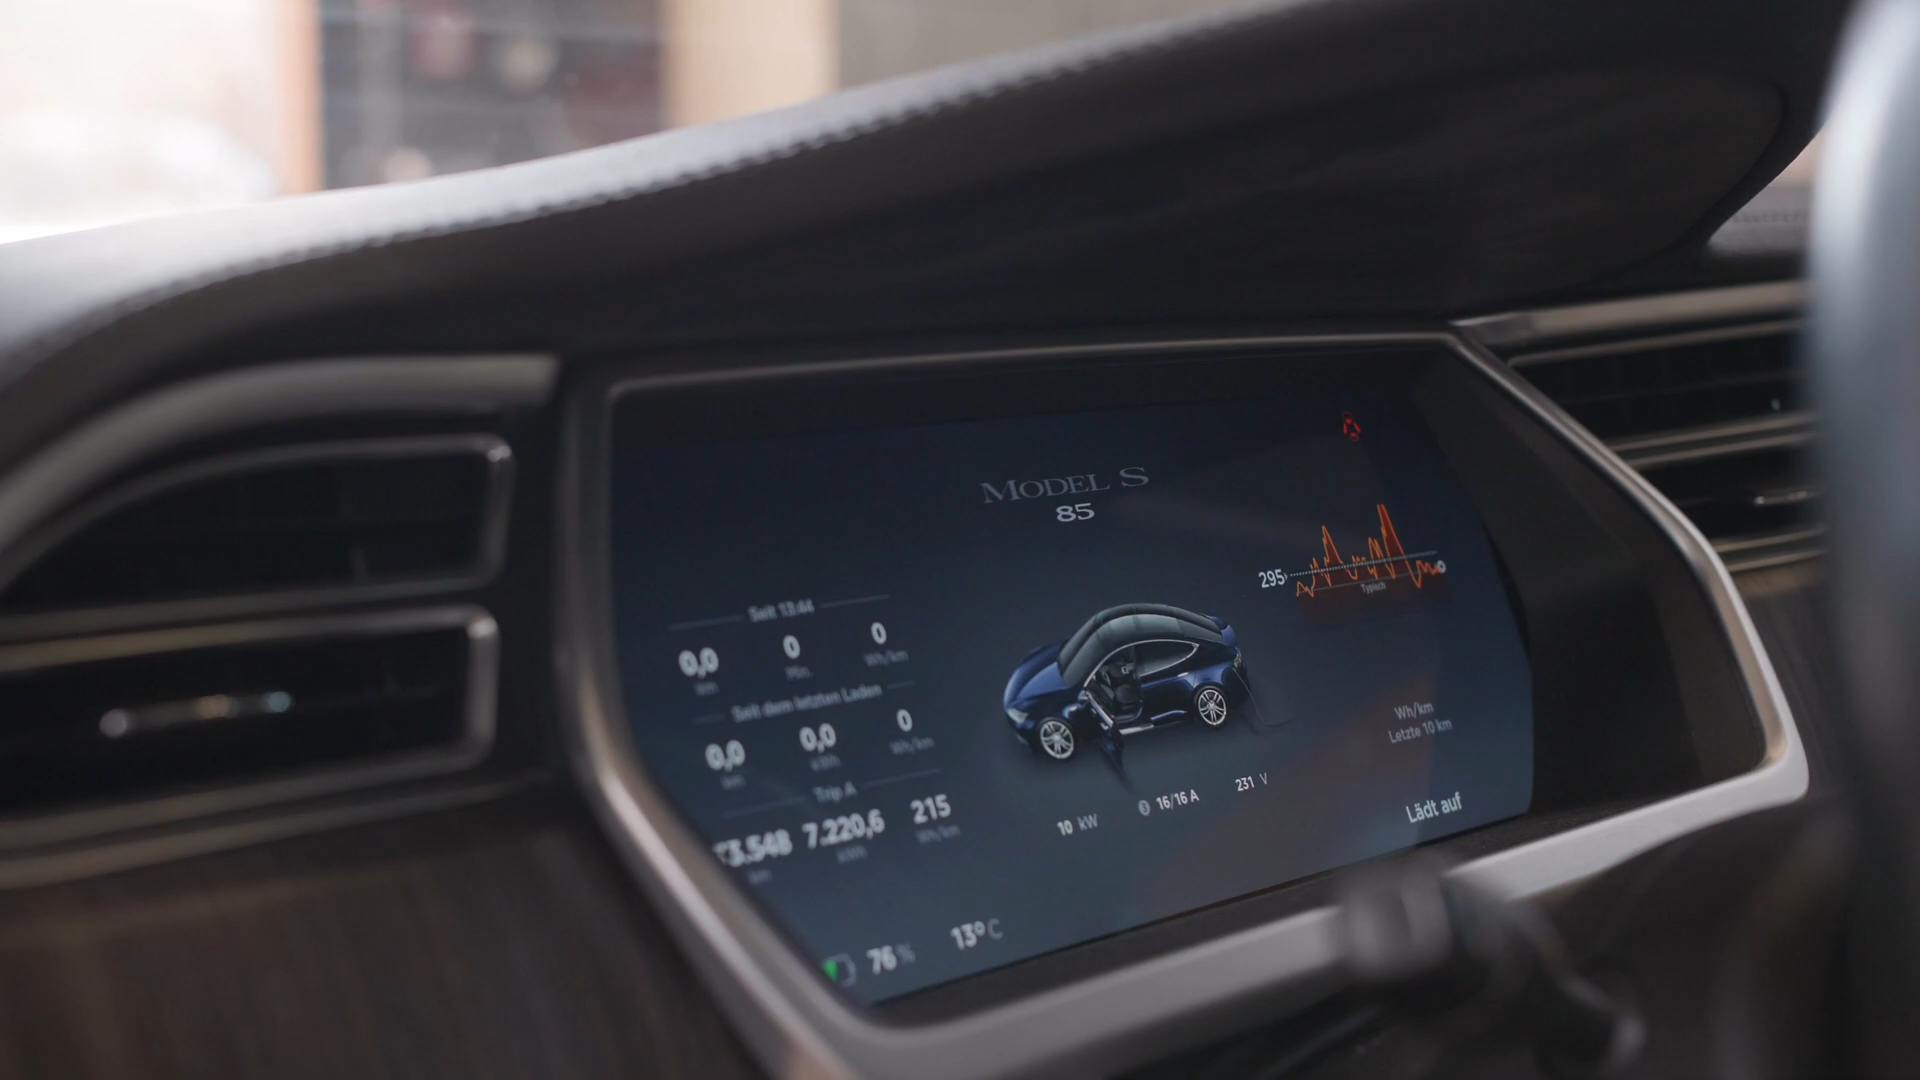 MODEL S
85
295
Typisch
Seit 13:44
0,0 0 0
km Min. Wh/km
Seit dem letzten Laden
0,0 0,0 0
km kWh Wh/km
Trip A
3.548 7.220,6 215
km kWh Wh/km
Wh/km
Letzte 10 km
10 kW 16/16 A 231 V
Lädt auf
76 % 13°C